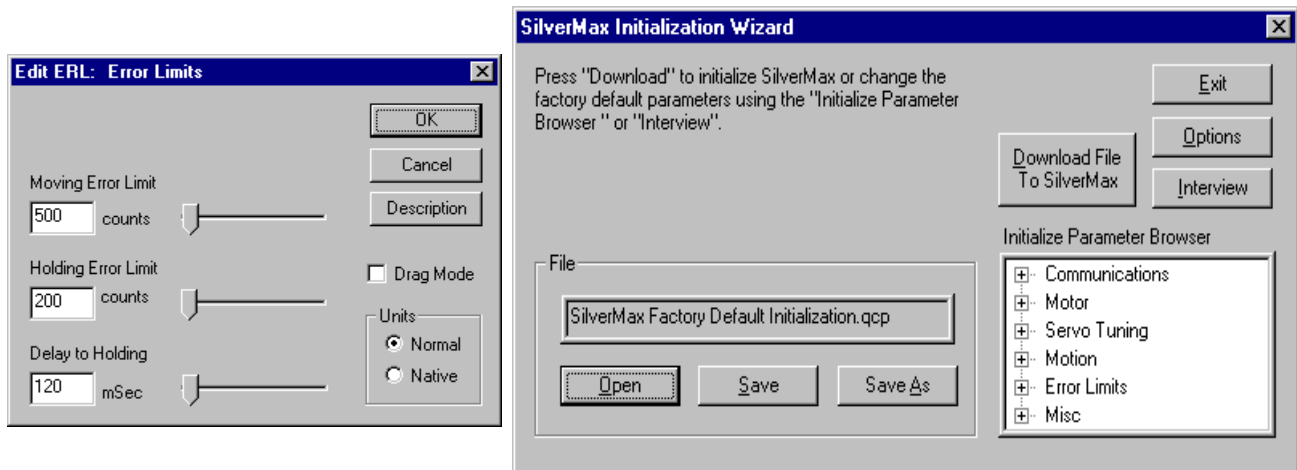 Edit ERL: Error Limits
OK
Cancel
Description
Moving Error Limit
500 counts
Holding Error Limit
200 counts
Drag Mode
Units
Normal
Native
Delay to Holding
120 mSec
SilverMax Initialization Wizard
Press "Download" to initialize SilverMax or change the
factory default parameters using the "Initialize Parameter
Browser " or "Interview".
Exit
Options
Interview
Download File
To SilverMax
File
SilverMax Factory Default Initialization.qcp
Open
Save
Save As
Initialize Parameter Browser
Communications
Motor
Servo Tuning
Motion
Error Limits
Misc